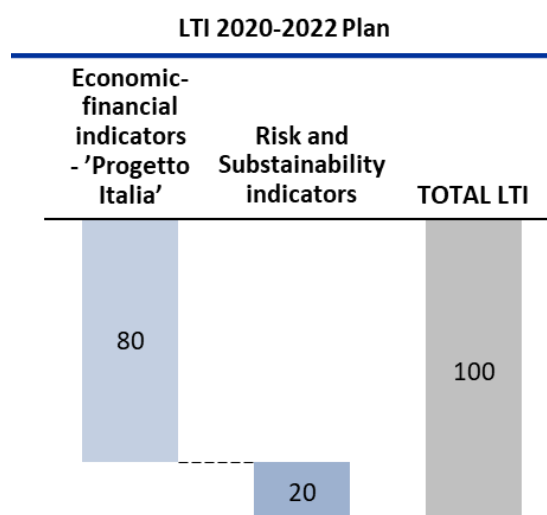 LTI 2020-2022 Plan
Economic-
financial
indicators
- ’Progetto
Italia’
Risk and
Substainability
indicators
TOTAL LTI
80
100
20